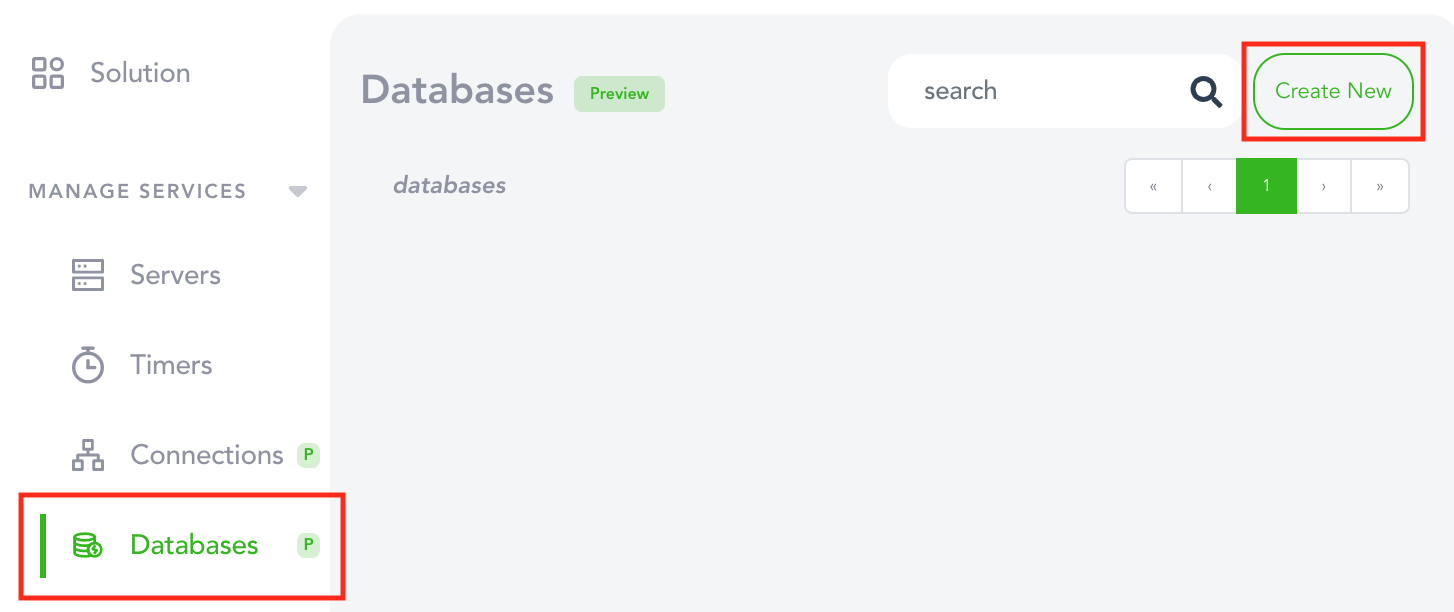 Solution
MANAGE SERVICES
Servers
Timers
Connections P
Databases P
Databases Preview
search
Create New
databases
« ‹ 1 › »